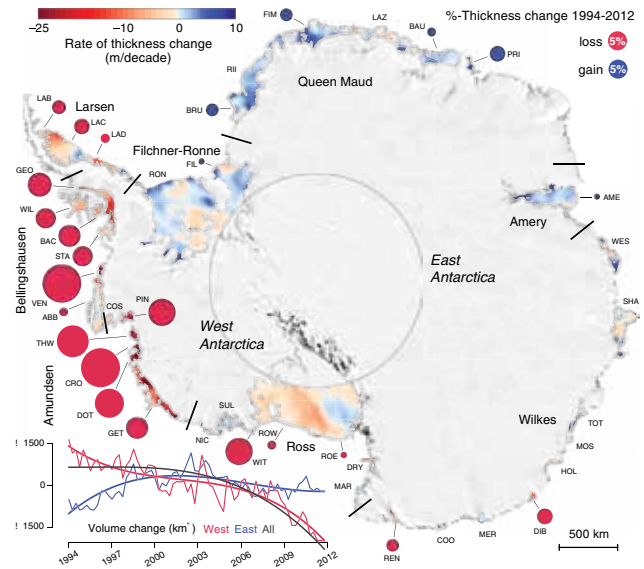 −25 −10 0 10
Rate of thickness change
(m/decade)
%-Thickness change 1994-2012
loss 5%
gain 5%
FIM
LAZ
BAU
PRI
RII
Queen Maud
BRU
LAB
Larsen
LAC
LAD
Filchner-Ronne
FIL
RON
GEO
AME
Amery
WIL
BAC
STA
WES
Bellingshausen
East
Antarctica
VEN
ABB
COS
PIN
SHA
West
Antarctica
THW
CRO
DOT
Amundsen
GET
SUL
NIC
ROW
WIT
Ross
ROE
DRY
MAR
Wilkes
TOT
MOS
HOL
DIB
MER
COO
REN
500 km
! 1500
0
! 1500
Volume change (km˚) West East All
1994 1997 2000 2003 2006 2009 2012